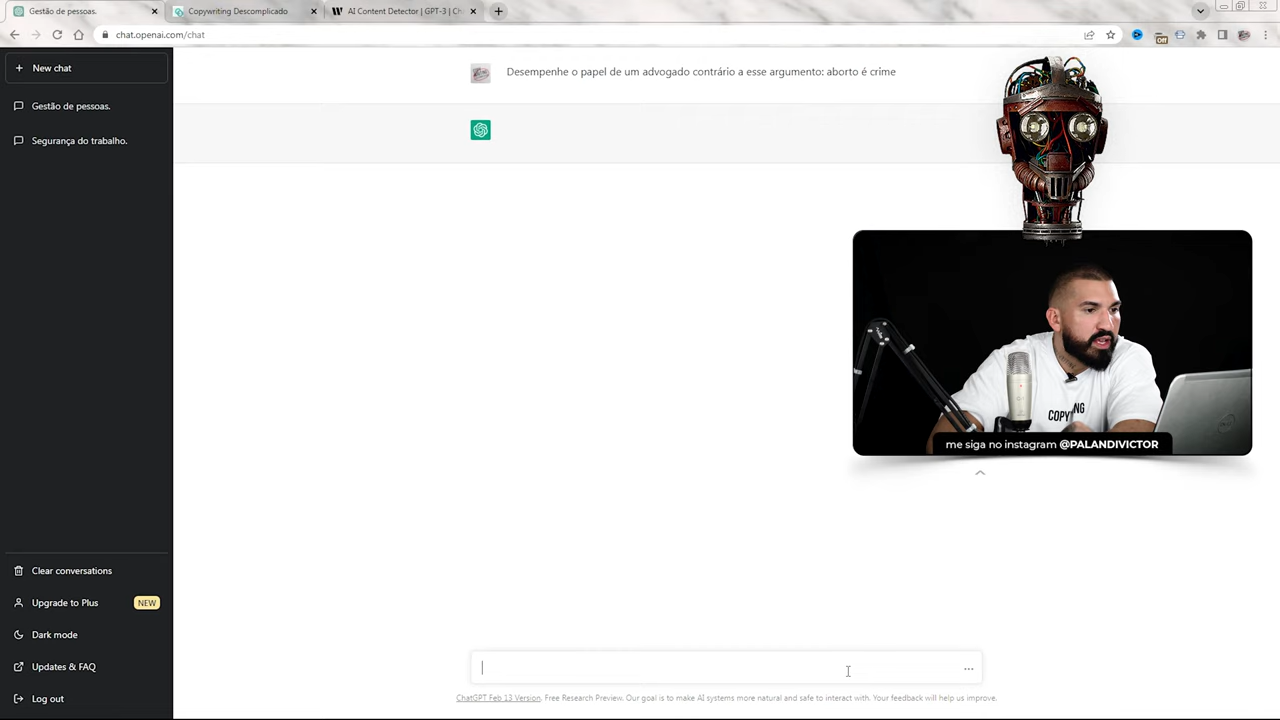 Gestão de pessoas.
Copywriting Descomplicado
AI Content Detector | GPT-3 | Ch
chat.openai.com/chat
Off
New chat
Gestão de pessoas.
Segurança do trabalho.
Desempenhe o papel de um advogado contrário a esse argumento: aborto é crime
COPYWRITING
me siga no instagram @PALANDIVICTOR
Clear conversations
Upgrade to Plus
NEW
Dark mode
Updates & FAQ
Log out
ChatGPT Feb 13 Version. Free Research Preview. Our goal is to make AI systems more natural and safe to interact with. Your feedback will help us improve.